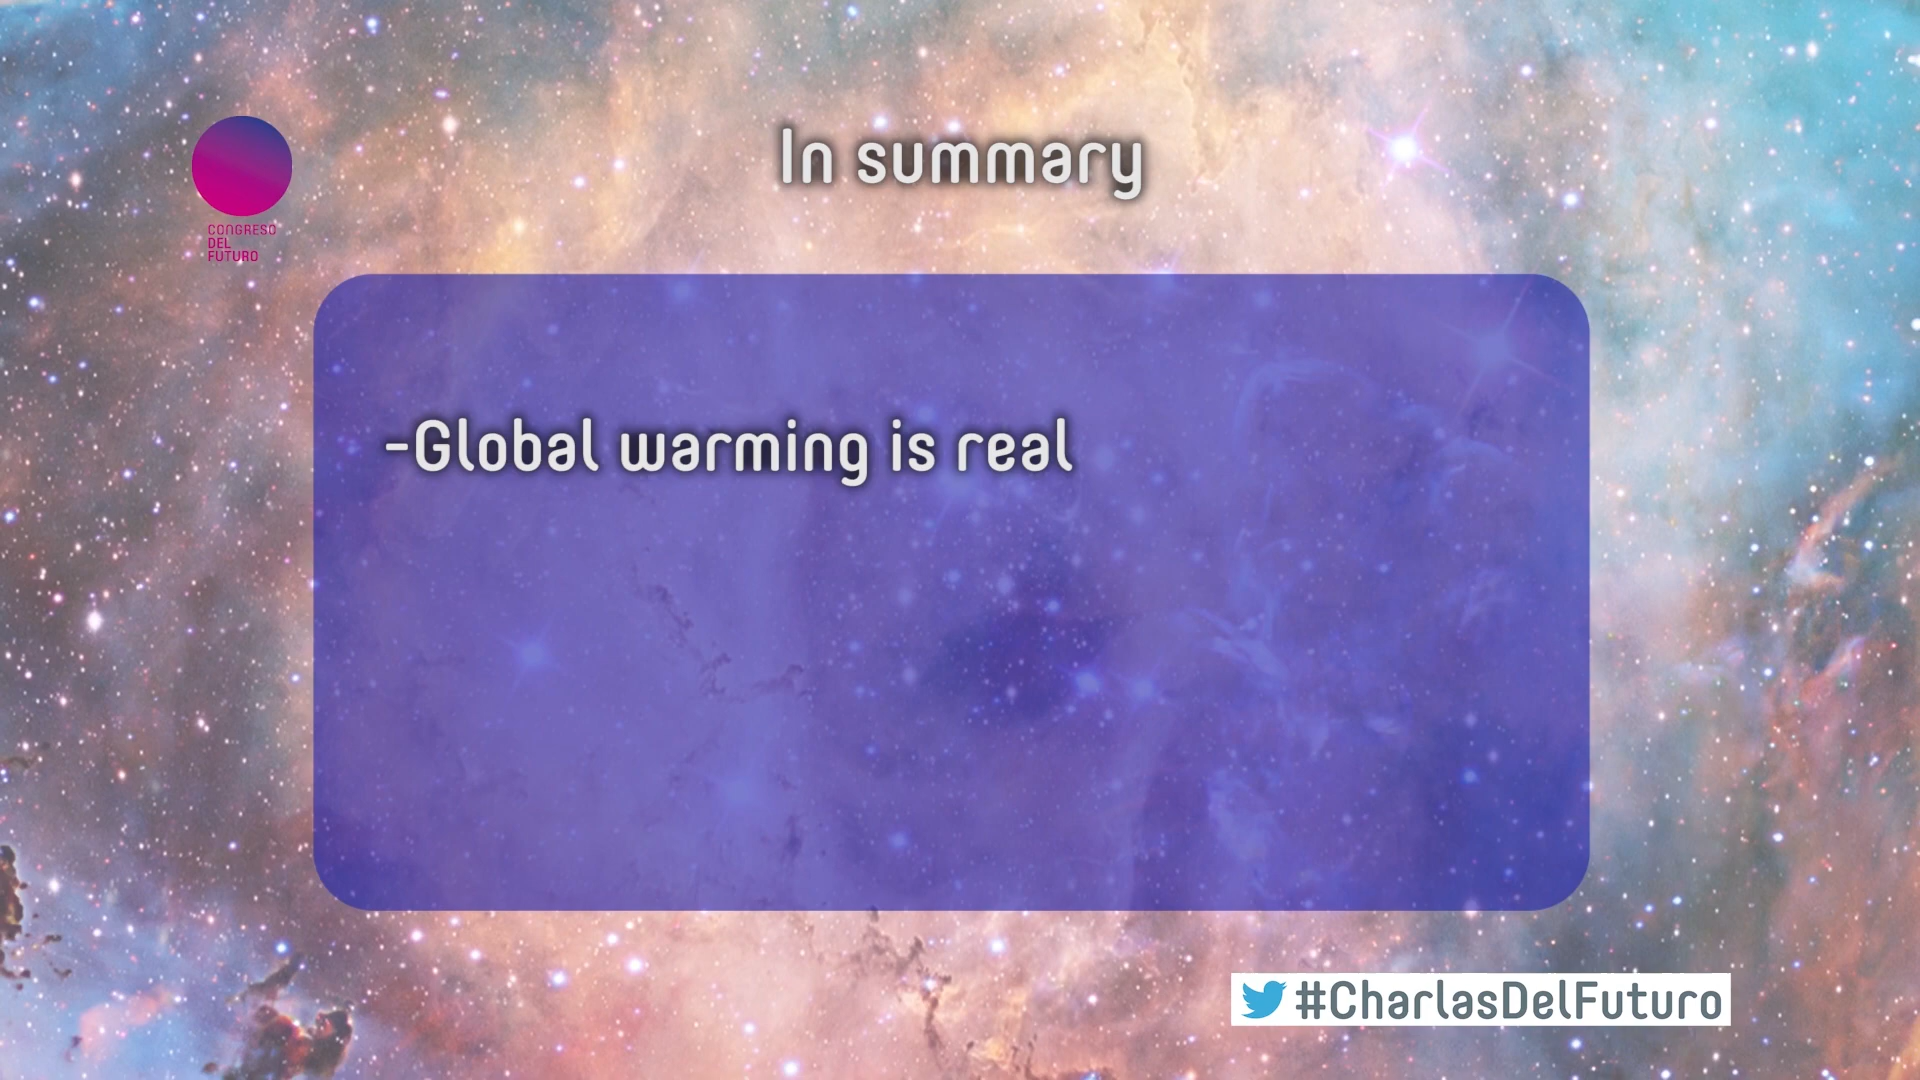 In summary
CONGRESO
DEL
FUTURO
-Global warming is real
#CharlasDelFuturo